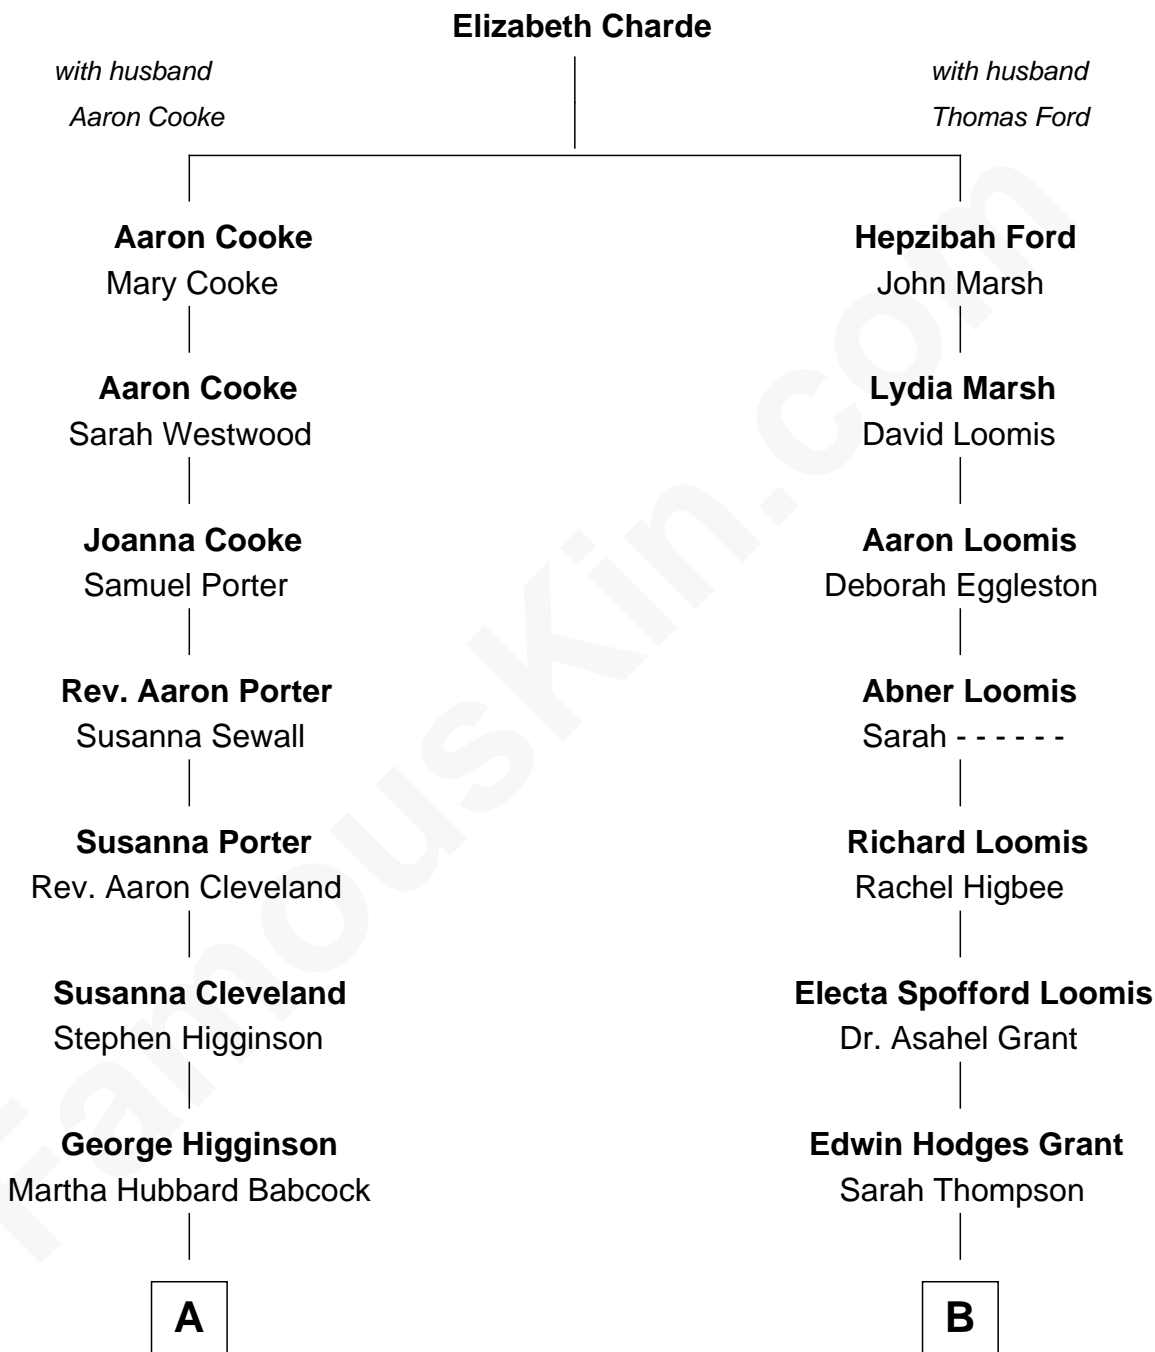 Elizabeth Charde
with husband
Aaron Cooke
with husband
Thomas Ford
Aaron Cooke
Mary Cooke
Hepzibah Ford
John Marsh
Aaron Cooke
Sarah Westwood
Lydia Marsh
David Loomis
Joanna Cooke
Samuel Porter
Aaron Loomis
Deborah Eggleston
Rev. Aaron Porter
Susanna Sewall
Abner Loomis
Sarah - - - - - -
Susanna Porter
Rev. Aaron Cleveland
Richard Loomis
Rachel Higbee
Susanna Cleveland
Stephen Higginson
Electa Spofford Loomis
Dr. Asahel Grant
George Higginson
Martha Hubbard Babcock
Edwin Hodges Grant
Sarah Thompson
A
B
FamousKin.com